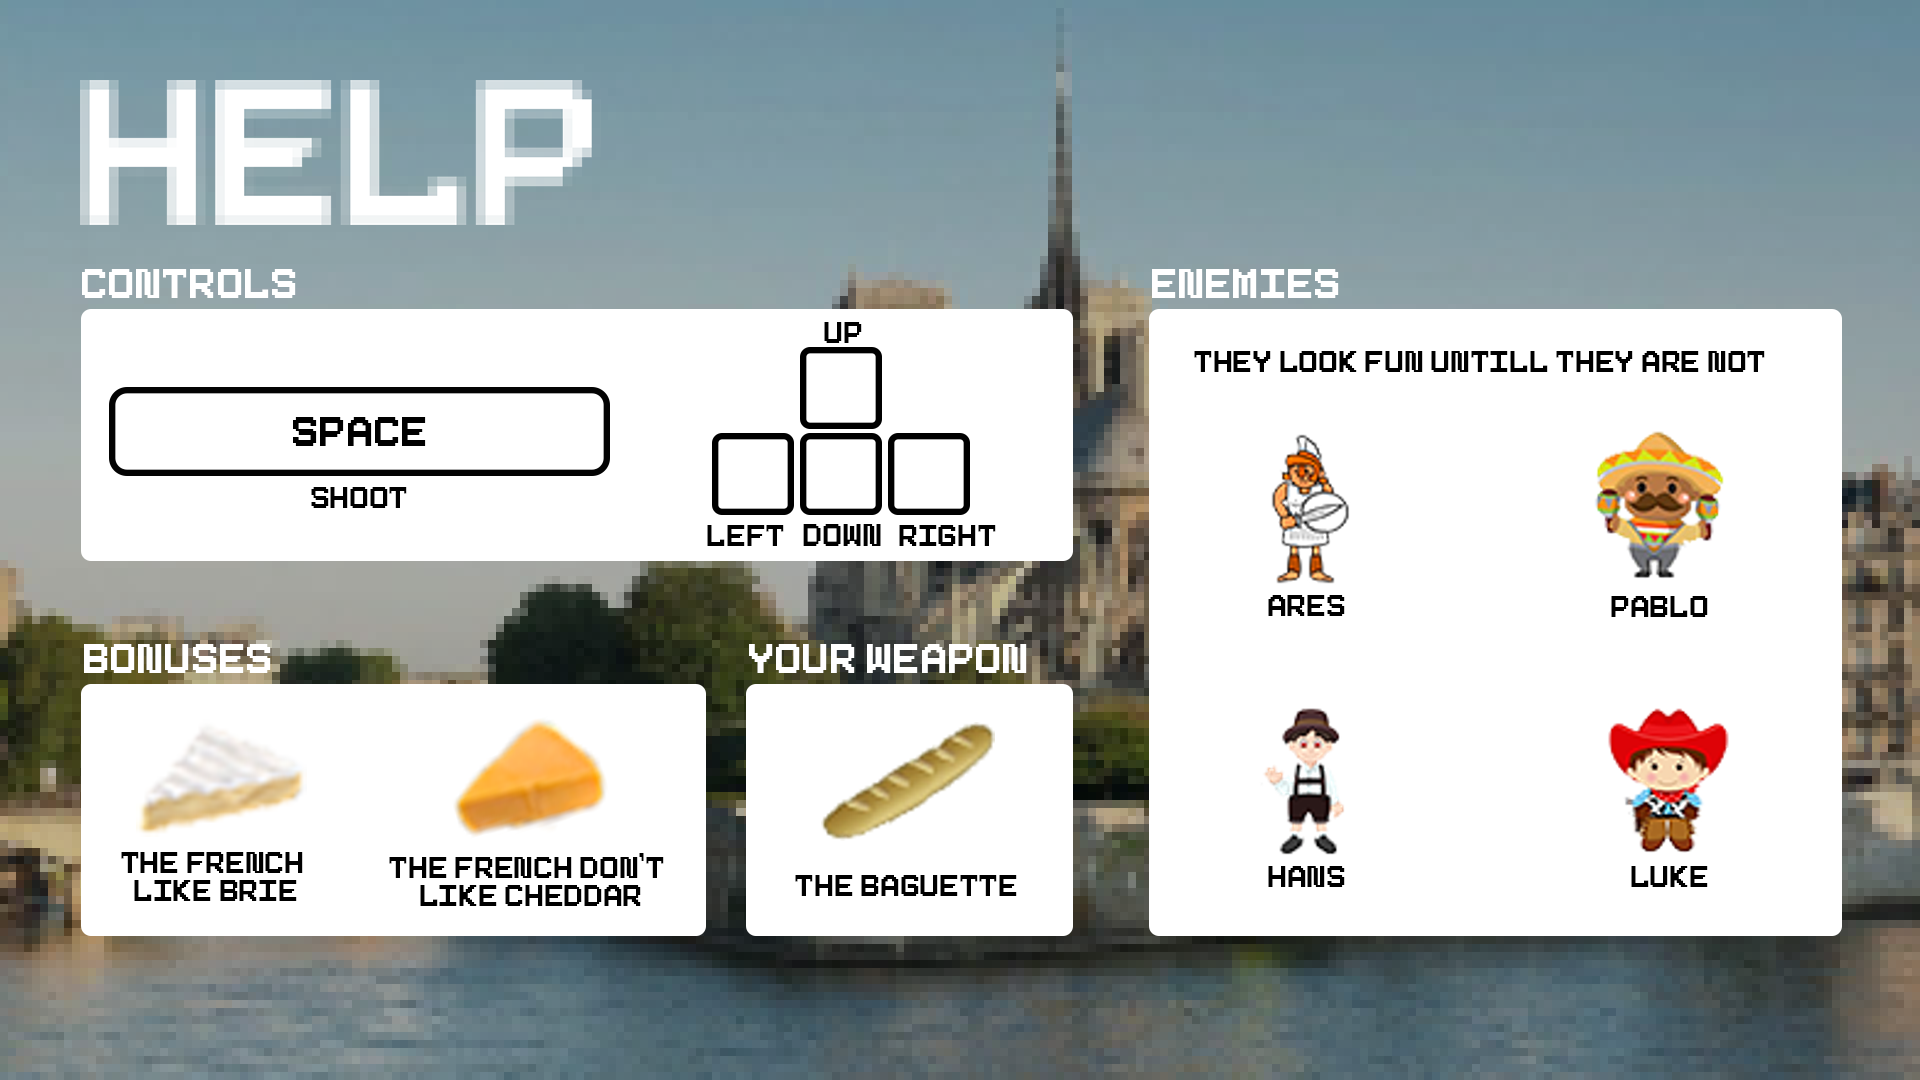 HELP
CONTROLS
SPACE
SHOOT
UP
LEFT DOWN RIGHT
BONUSES
THE FRENCH
LIKE BRIE
THE FRENCH DON'T
LIKE CHEDDAR
YOUR WEAPON
THE BAGUETTE
ENEMIES
THEY LOOK FUN UNTILL THEY ARE NOT
ARES
PABLO
HANS
LUKE